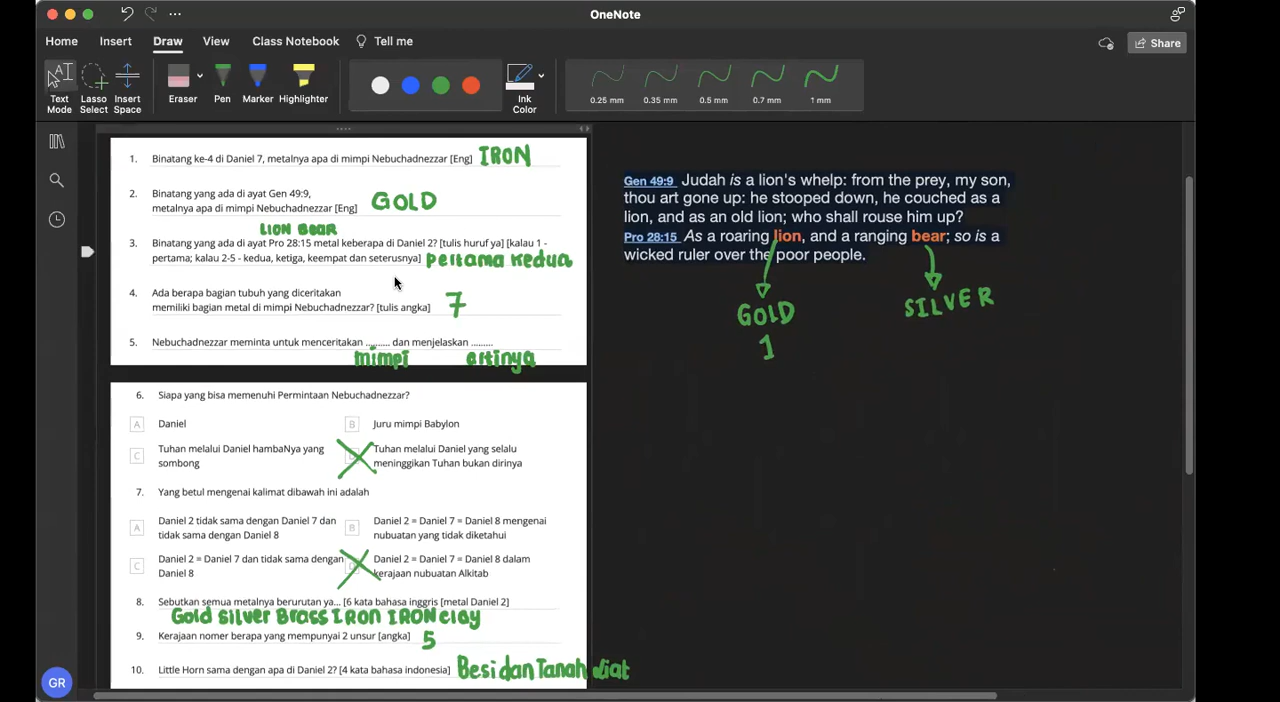 OneNote
Home Insert Draw View Class Notebook Tell me
Share
Text Mode
Lasso Select
Insert Space
Eraser
Pen
Marker
Highlighter
Ink Color
0.25 mm
0.35 mm
0.5 mm
0.7 mm
1 mm
1. Binatang ke-4 di Daniel 7, metalnya apa di mimpi Nebuchadnezzar [Eng] IRON
2. Binatang yang ada di ayat Gen 49:9,
metalnya apa di mimpi Nebuchadnezzar [Eng] GOLD
LION BEAR
3. Binatang yang ada di ayat Pro 28:15 metal keberapa di Daniel 2? [tulis huruf ya] [kalau 1 -
pertama; kalau 2-5 - kedua, ketiga, keempat dan seterusnya] pertama kedua
4. Ada berapa bagian tubuh yang diceritakan
memiliki bagian metal di mimpi Nebuchadnezzar? [tulis angka] 7
5. Nebuchadnezzar meminta untuk menceritakan .......... dan menjelaskan .........
mimpi artinya
6. Siapa yang bisa memenuhi Permintaan Nebuchadnezzar?
A Daniel
B Juru mimpi Babylon
C Tuhan melalui Daniel hambaNya yang
sombong
Tuhan melalui Daniel yang selalu
meninggikan Tuhan bukan dirinya
7. Yang betul mengenai kalimat dibawah ini adalah
A Daniel 2 tidak sama dengan Daniel 7 dan
tidak sama dengan Daniel 8
B Daniel 2 = Daniel 7 = Daniel 8 mengenai
nubuatan yang tidak diketahui
C Daniel 2 = Daniel 7 dan tidak sama dengan
Daniel 8
Daniel 2 = Daniel 7 = Daniel 8 dalam
kerajaan nubuatan Alkitab
8. Sebutkan semua metalnya berurutan ya... [6 kata bahasa inggris [metal Daniel 2]
Gold Silver Brass IRON IRON clay
9. Kerajaan nomer berapa yang mempunyai 2 unsur [angka] 5
10. Little Horn sama dengan apa di Daniel 2? [4 kata bahasa indonesia] Besi dan Tanah liat
Gen 49:9 Judah is a lion's whelp: from the prey, my son,
thou art gone up: he stooped down, he couched as a
lion, and as an old lion; who shall rouse him up?
Pro 28:15 As a roaring lion, and a ranging bear; so is a
wicked ruler over the poor people.
GOLD
1
SILVER
GR